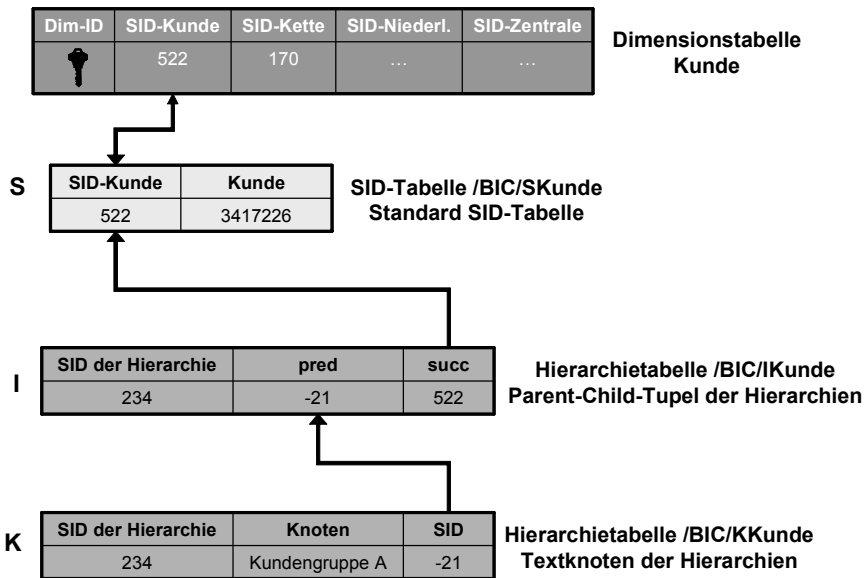 Dim-ID SID-Kunde SID-Kette SID-Niederl. SID-Zentrale
522 170 … …
Dimensionstabelle
Kunde
S
SID-Kunde Kunde
522 3417226
SID-Tabelle /BIC/SKunde
Standard SID-Tabelle
I
SID der Hierarchie pred succ
234 -21 522
Hierarchietabelle /BIC/IKunde
Parent-Child-Tupel der Hierarchien
K
SID der Hierarchie Knoten SID
234 Kundengruppe A -21
Hierarchietabelle /BIC/KKunde
Textknoten der Hierarchien